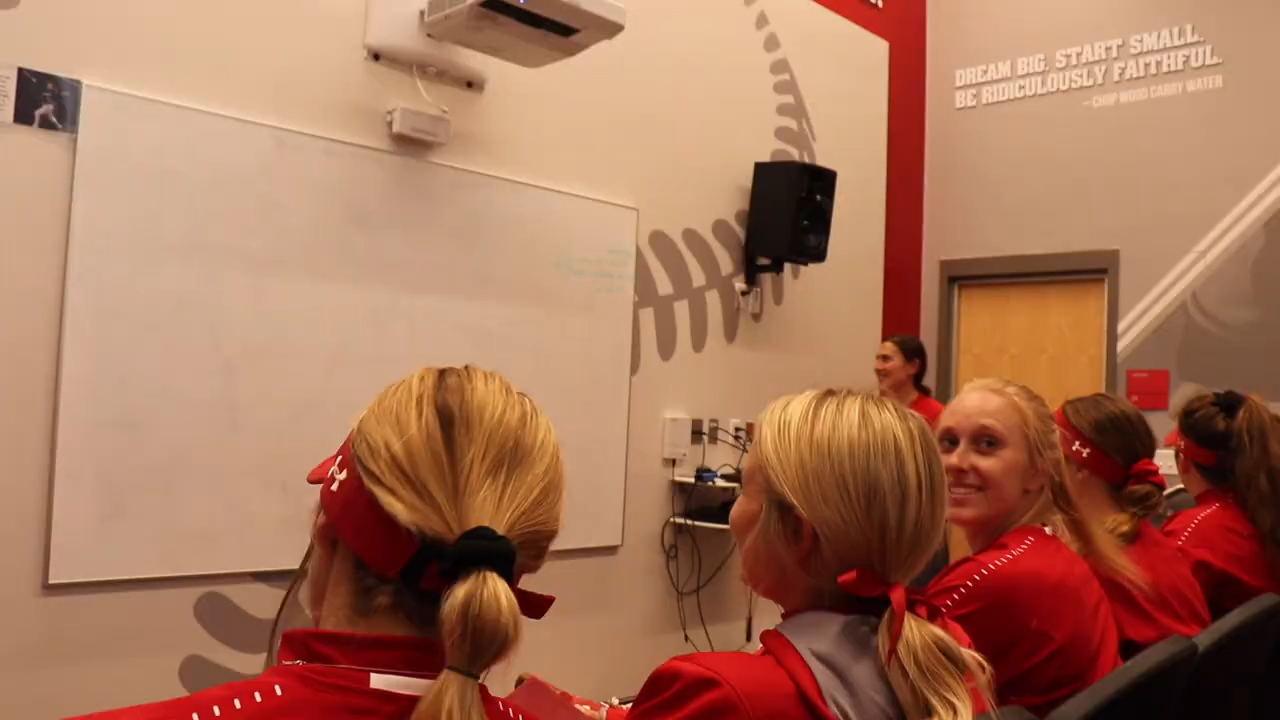 DREAM BIG. START SMALL.
BE RIDICULOUSLY FAITHFUL.
—CHOP WOOD CARRY WATER